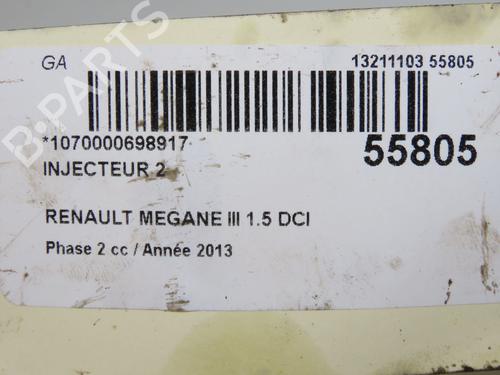 GA
13211103 55805
*1070000698917
55805
INJECTEUR 2
RENAULT MEGANE III 1.5 DCI
Phase 2 cc / Année 2013
B-PARTS